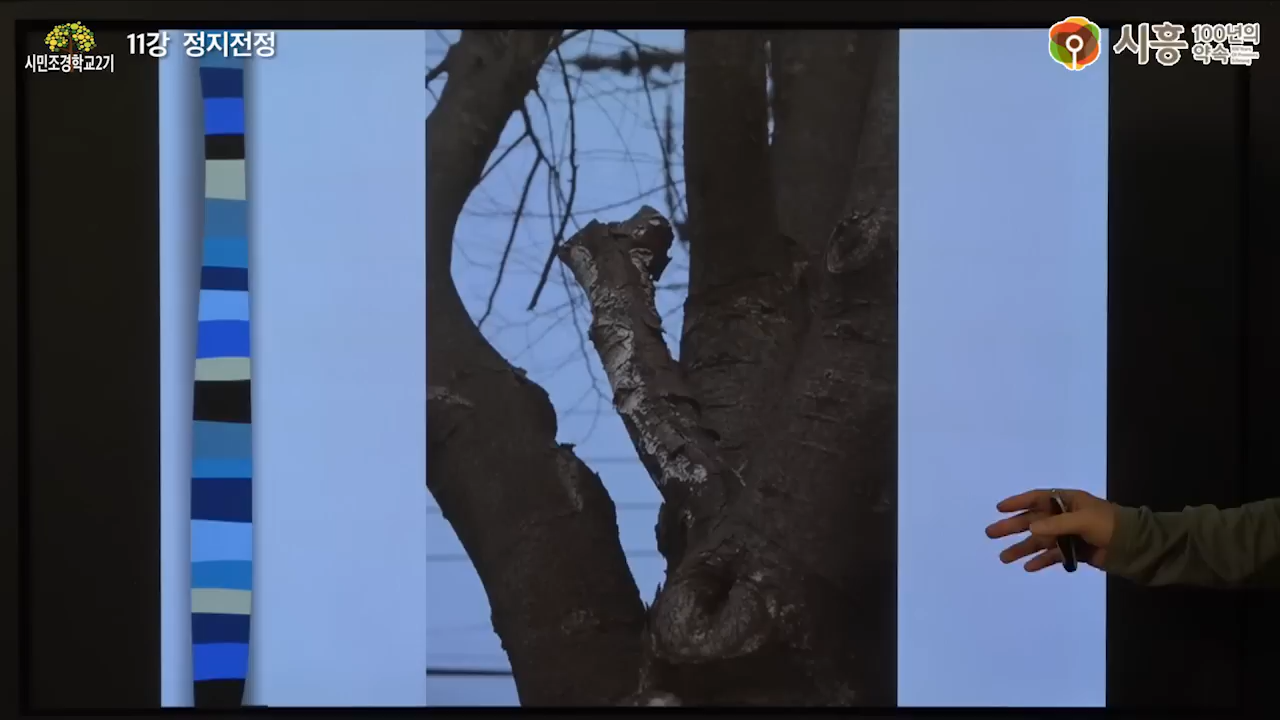 시민조경학교2기
11강 정지전정
시흥
100년의
약속